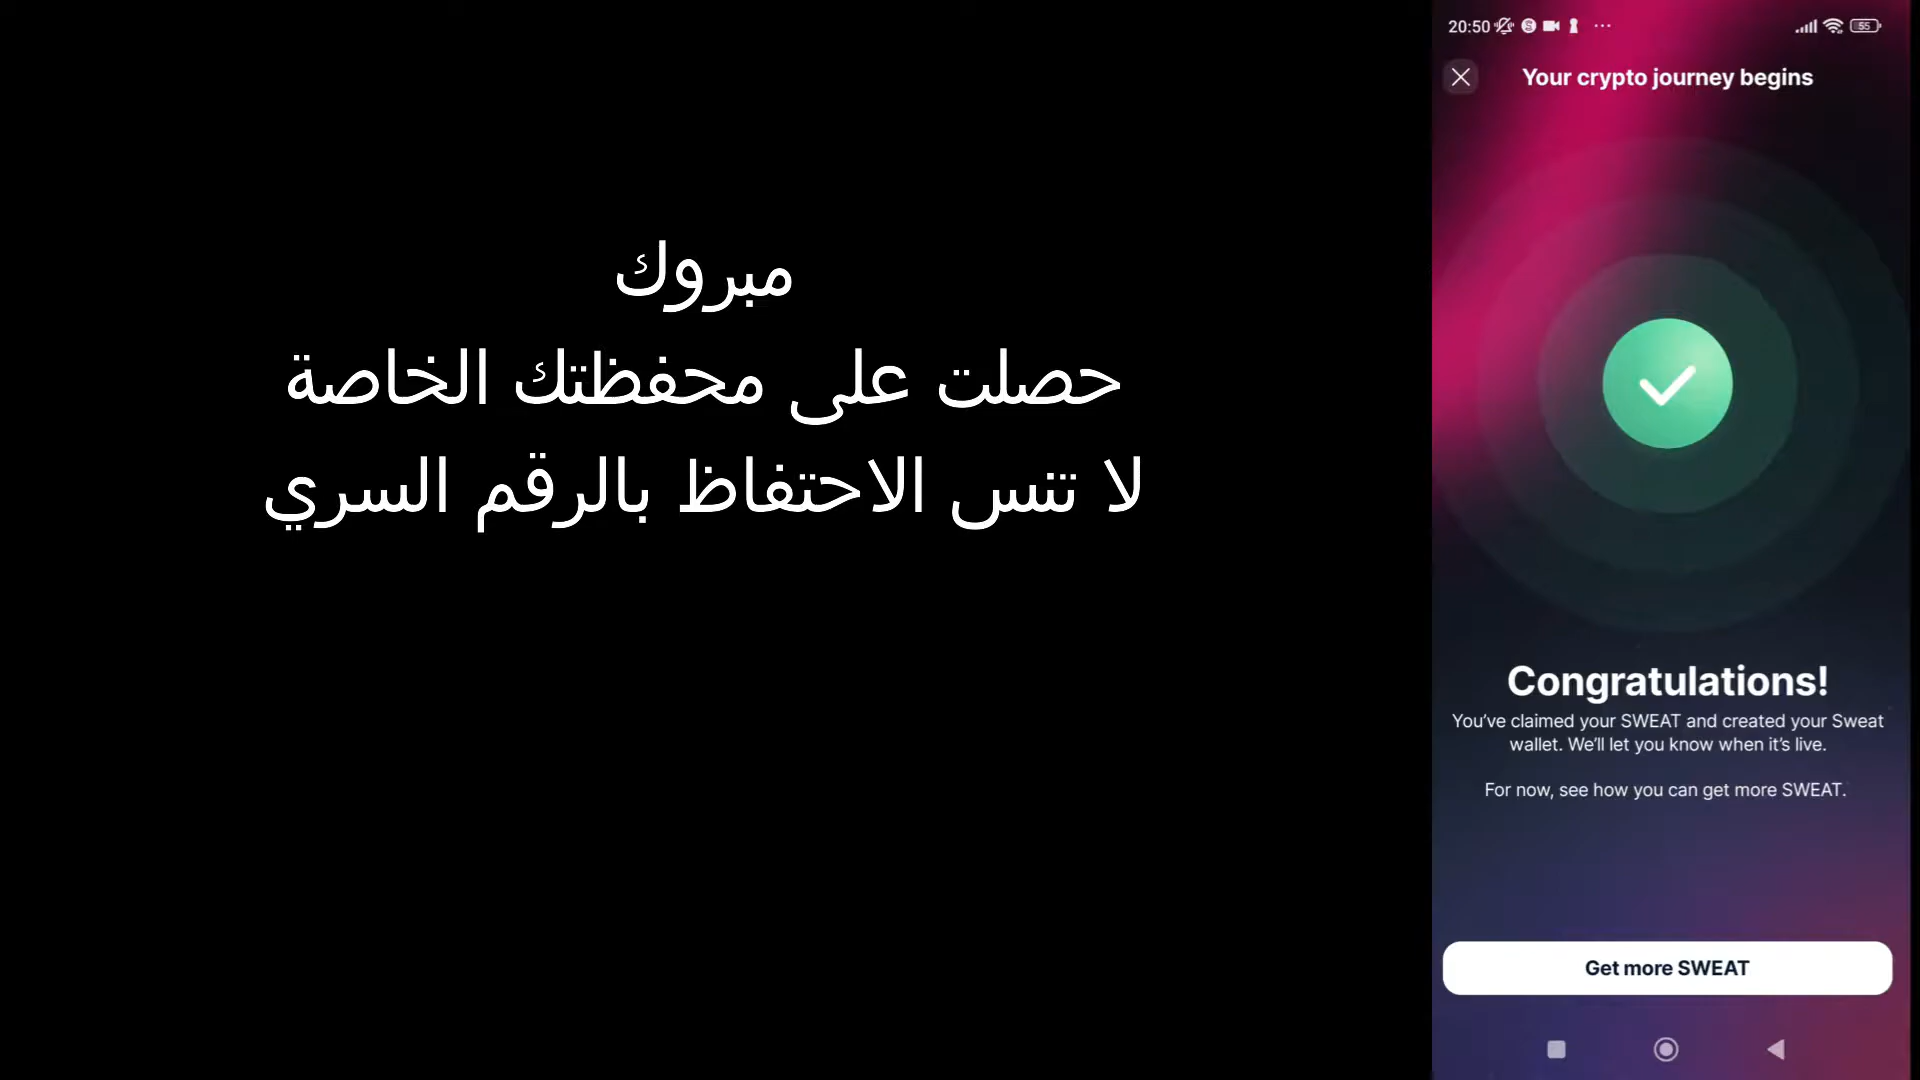 مبروك
حصلت على محفظتك الخاصة
لا تنس الاحتفاظ بالرقم السري
20:50
55
Your crypto journey begins
Congratulations!
You've claimed your SWEAT and created your Sweat
wallet. We'll let you know when it's live.
For now, see how you can get more SWEAT.
Get more SWEAT